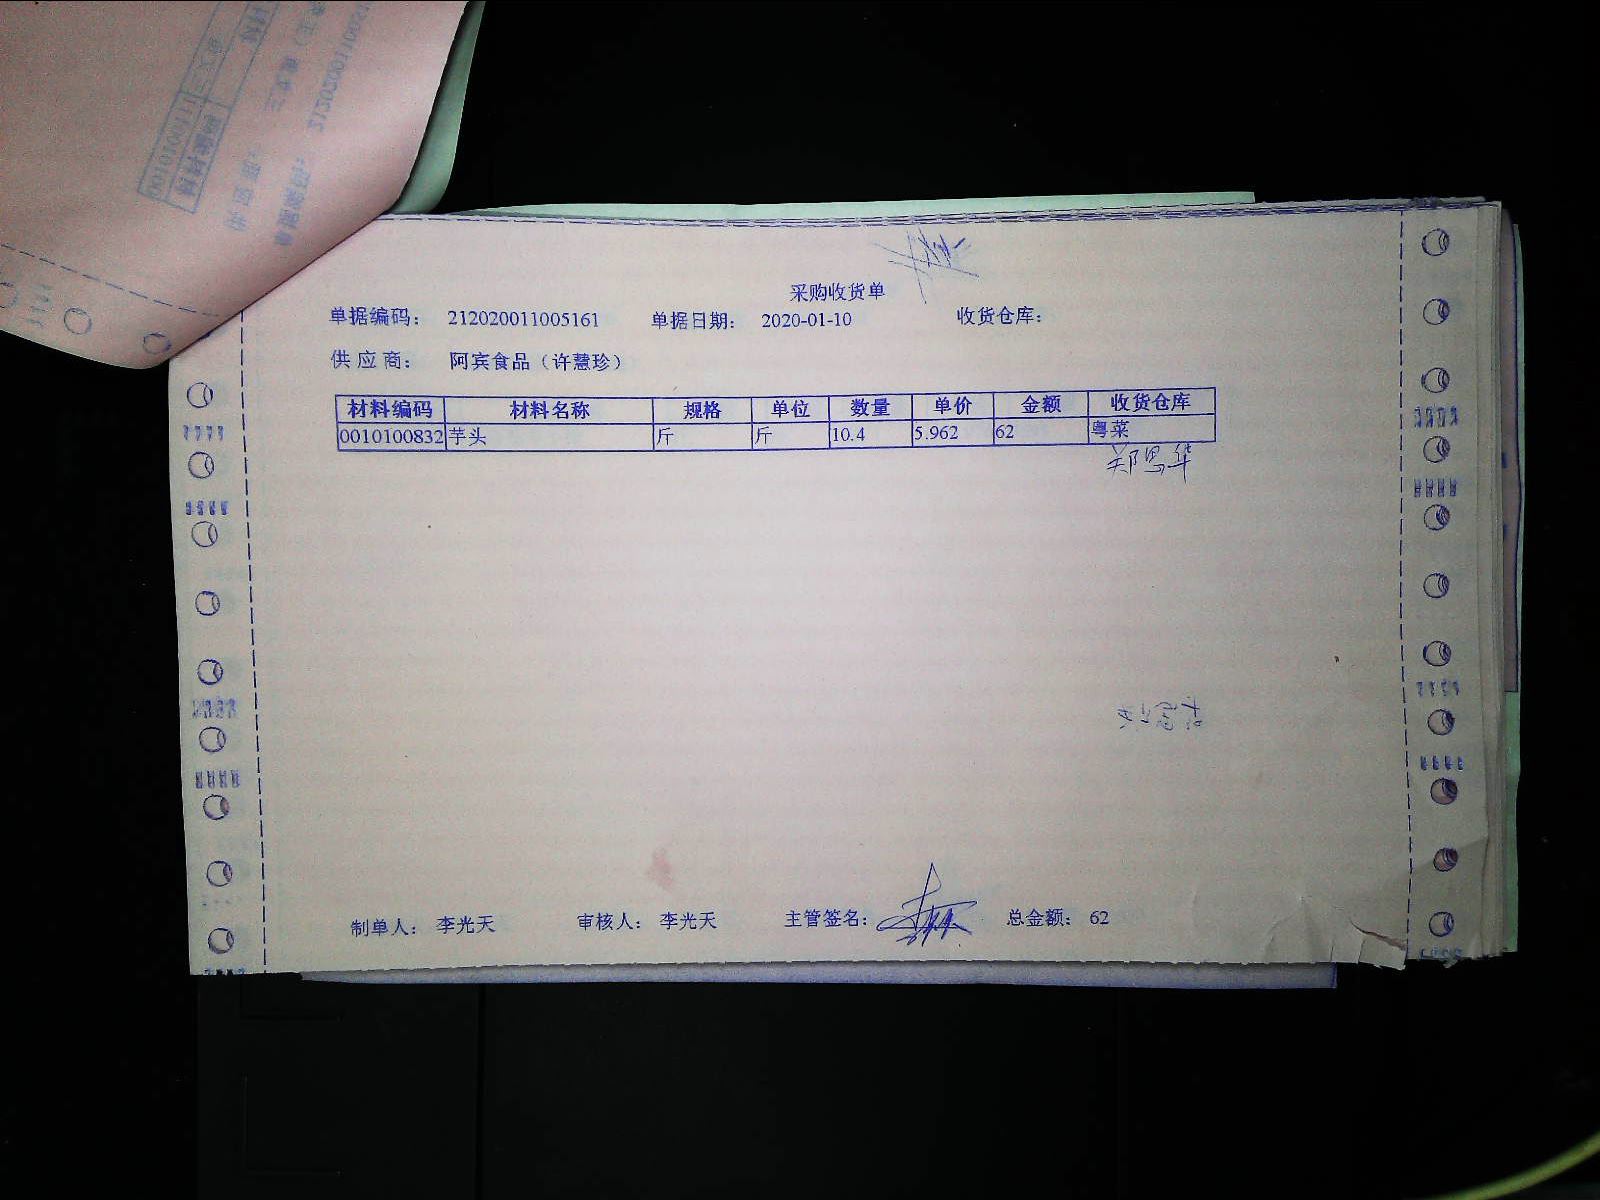 采购收货单
单据编码： 212020011005161 单据日期： 2020-01-10 收货仓库：
供 应 商： 阿宾食品（许慧珍）
材料编码 材料名称 规格 单位 数量 单价 金额 收货仓库
0010100832 芋头 斤 斤 10.4 5.962 62 粤菜
郑思华
制单人： 李光天 审核人： 李光天 主管签名： 总金额： 62